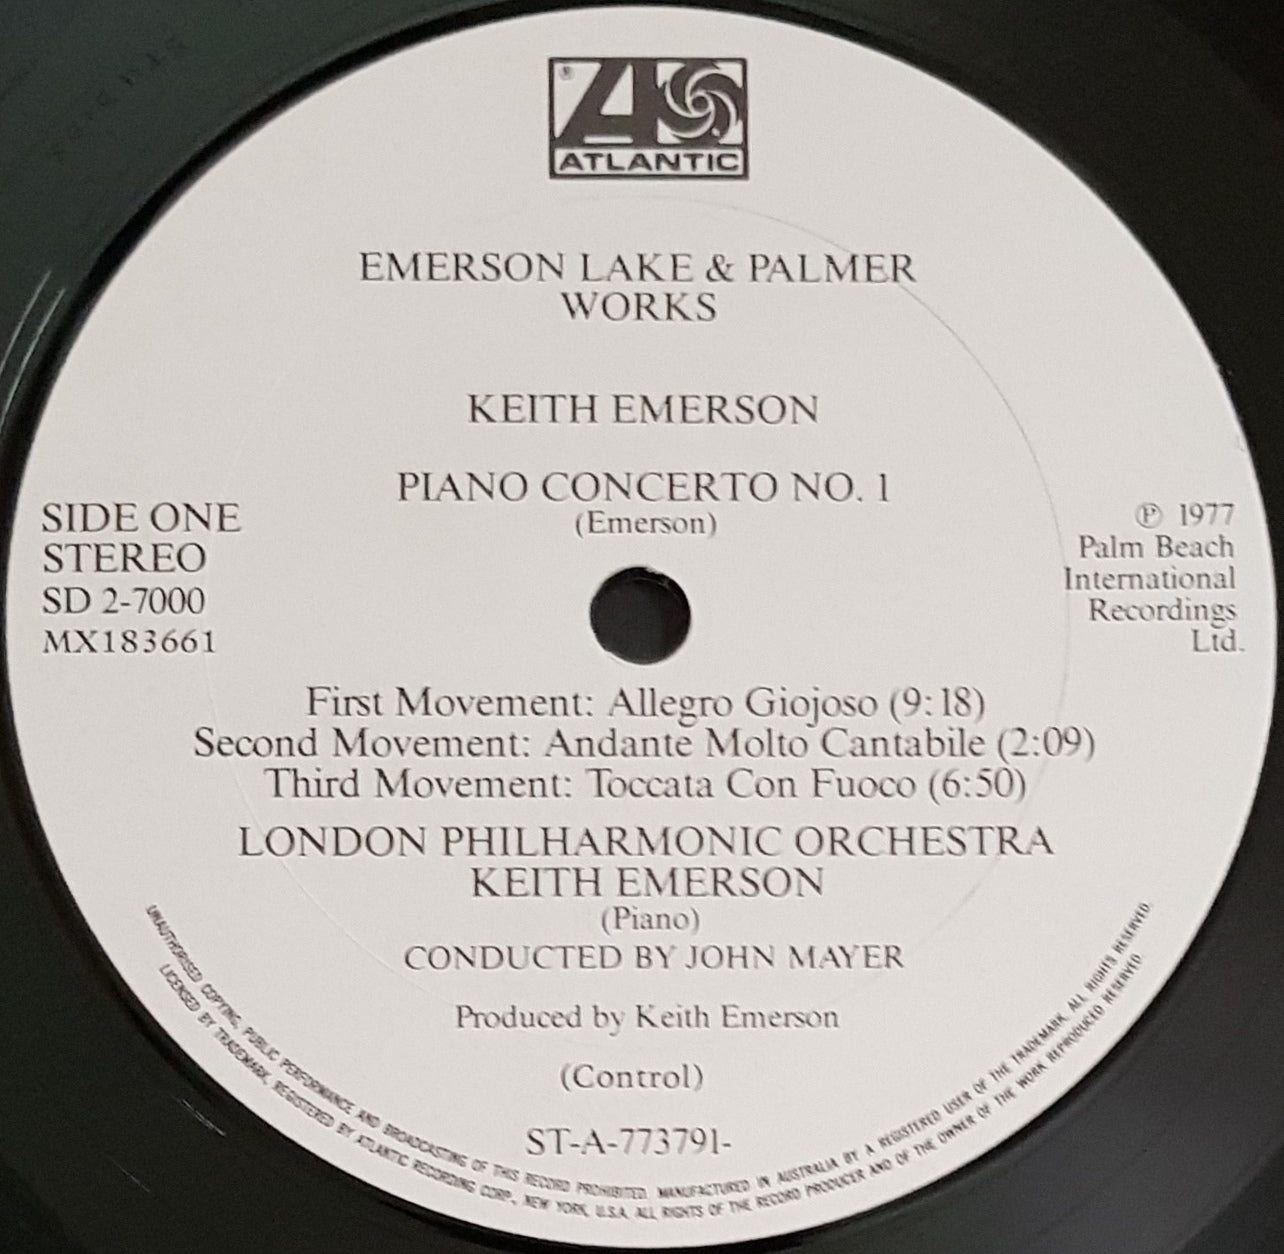 ®
ATLANTIC
EMERSON LAKE & PALMER
WORKS
KEITH EMERSON
PIANO CONCERTO NO. 1
(Emerson)
SIDE ONE
STEREO
SD 2-7000
MX183661
℗ 1977
Palm Beach
International
Recordings
Ltd.
First Movement: Allegro Giojoso (9:18)
Second Movement: Andante Molto Cantabile (2:09)
Third Movement: Toccata Con Fuoco (6:50)
LONDON PHILHARMONIC ORCHESTRA
KEITH EMERSON
(Piano)
CONDUCTED BY JOHN MAYER
Produced by Keith Emerson
(Control)
ST-A-773791-
UNAUTHORISED COPYING, PUBLIC PERFORMANCE AND BROADCASTING OF THIS RECORD PROHIBITED. MANUFACTURED IN AUSTRALIA BY A REGISTERED USER OF THE TRADEMARK. ALL RIGHTS RESERVED.
LICENSED BY TRADEMARK, REGISTERED BY ATLANTIC RECORDING CORP., NEW YORK, U.S.A. ALL RIGHTS OF THE RECORD PRODUCER AND OF THE OWNER OF THE WORK REPRODUCED RESERVED.